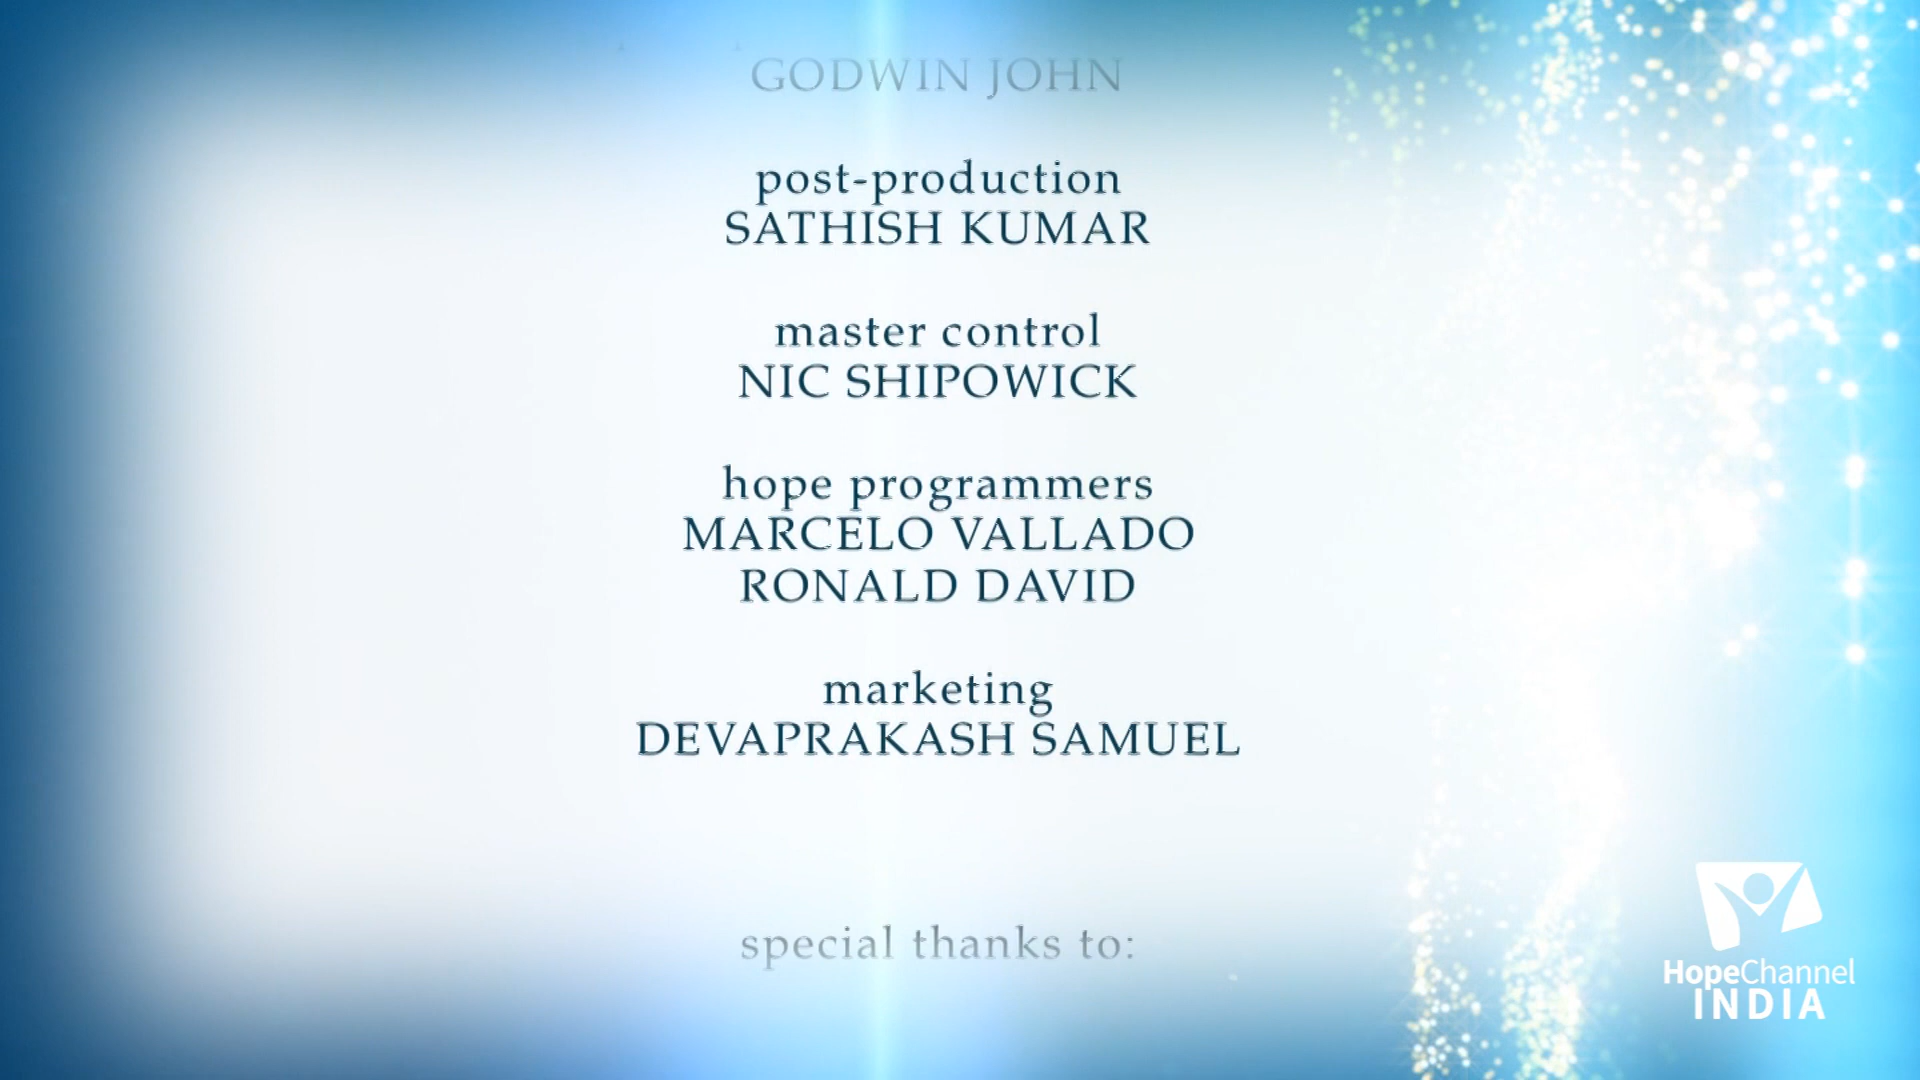 GODWIN JOHN
post-production
SATHISH KUMAR
master control
NIC SHIPOWICK
hope programmers
MARCELO VALLADO
RONALD DAVID
marketing
DEVAPRAKASH SAMUEL
special thanks to:
HopeChannel
INDIA